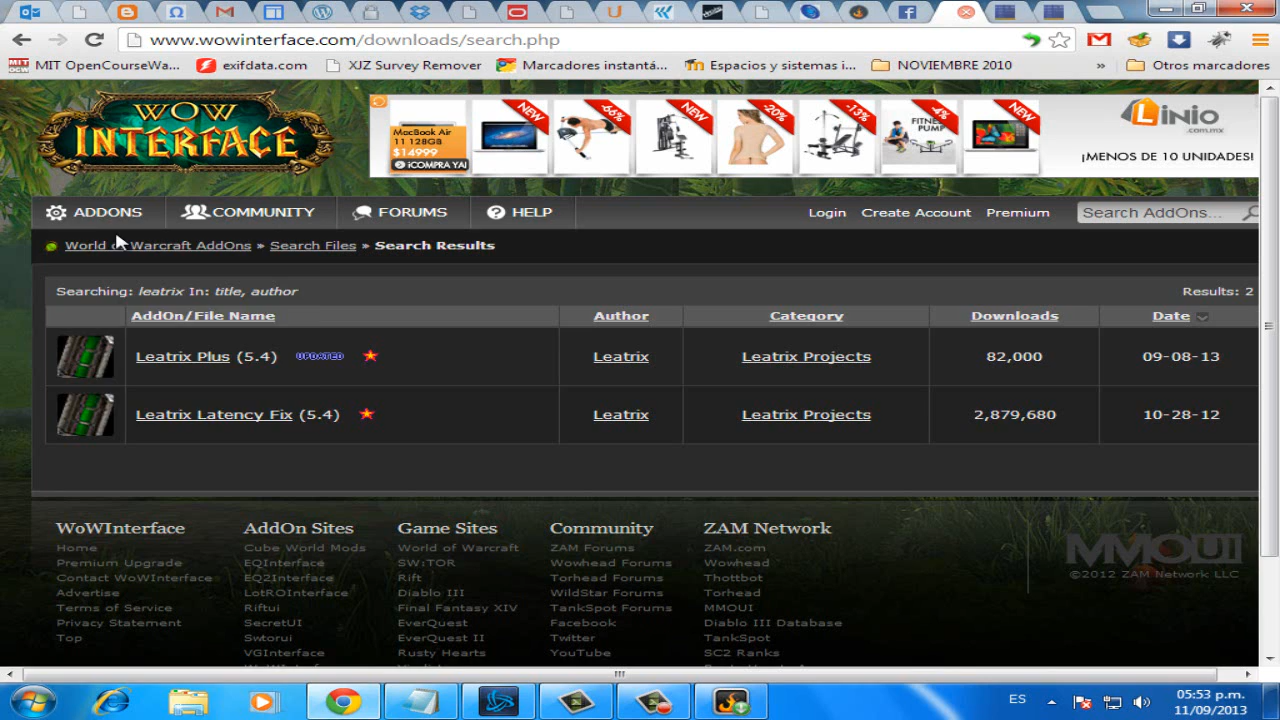 www.wowinterface.com/downloads/search.php
MIT OpenCourseWa... exifdata.com XJZ Survey Remover Marcadores instantá... Espacios y sistemas i... NOVIEMBRE 2010 » Otros marcadores
WOW
INTERFACE
MacBook Air
11 128GB
$14999
¡COMPRA YA!
NEW -66% NEW -20% -13% -4% NEW
FITNESS
PUMP
Linio
.com.mx
¡MENOS DE 10 UNIDADES!
ADDONS COMMUNITY FORUMS HELP Login Create Account Premium Search AddOns...
World of Warcraft AddOns » Search Files » Search Results
Searching: leatrix In: title, author Results: 2
AddOn/File Name Author Category Downloads Date
Leatrix Plus (5.4) UPDATED Leatrix Leatrix Projects 82,000 09-08-13
Leatrix Latency Fix (5.4) Leatrix Leatrix Projects 2,879,680 10-28-12
WoWInterface AddOn Sites Game Sites Community ZAM Network
Home Cube World Mods World of Warcraft ZAM Forums ZAM.com
Premium Upgrade EQInterface SW:TOR Wowhead Forums Wowhead
Contact WoWInterface EQ2Interface Rift Torhead Forums Thottbot
Advertise LotROInterface Diablo III WildStar Forums Torhead
Terms of Service Riftui Final Fantasy XIV TankSpot Forums MMOUI
Privacy Statement SecretUI EverQuest Facebook Diablo III Database
Top Swtorui EverQuest II Twitter TankSpot
VGInterface Rusty Hearts YouTube SC2 Ranks
MMOUI
©2012 ZAM Network LLC
ES 05:53 p.m.
11/09/2013